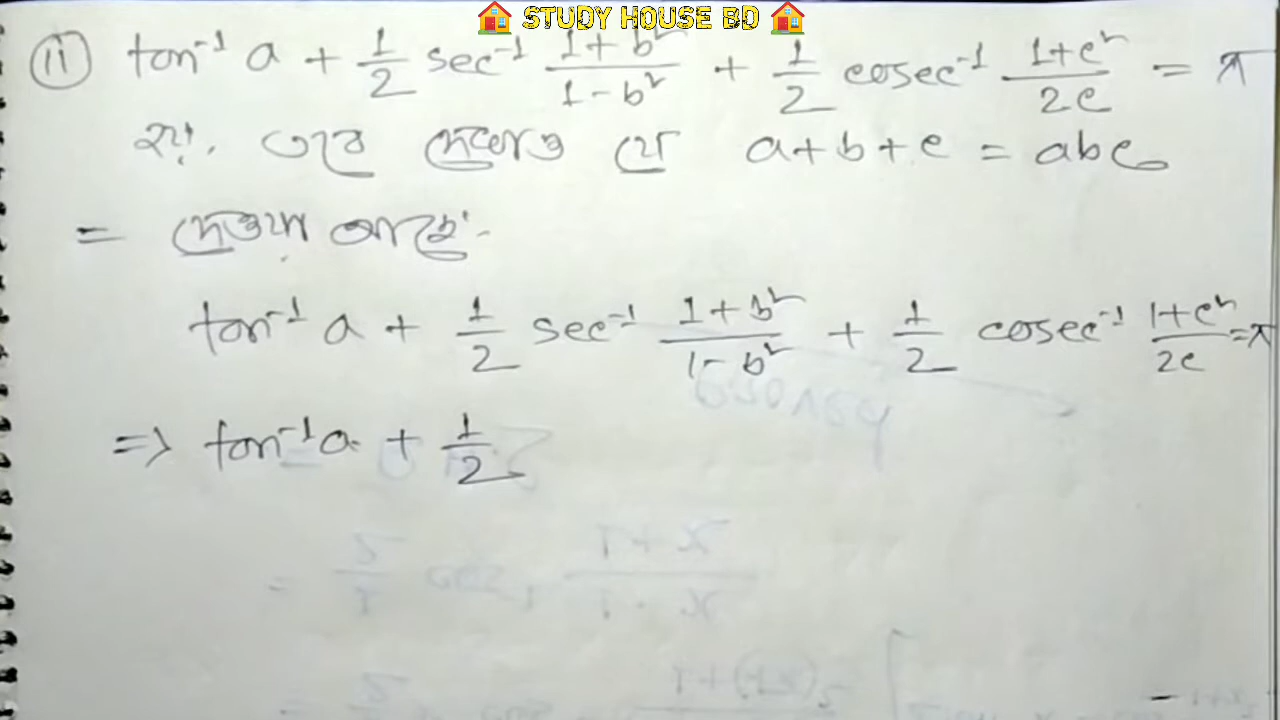 🏠 STUDY HOUSE BD 🏠
(ii) tan⁻¹ a + 1/2 sec⁻¹ (1+b²)/(1-b²) + 1/2 cosec⁻¹ (1+c²)/2c = π
হয়. তবে দেখাও যে a+b+c = abc
= দেওয়া আছে:-
tan⁻¹ a + 1/2 sec⁻¹ (1+b²)/(1-b²) + 1/2 cosec⁻¹ (1+c²)/2c = π
=> tan⁻¹ a + 1/2